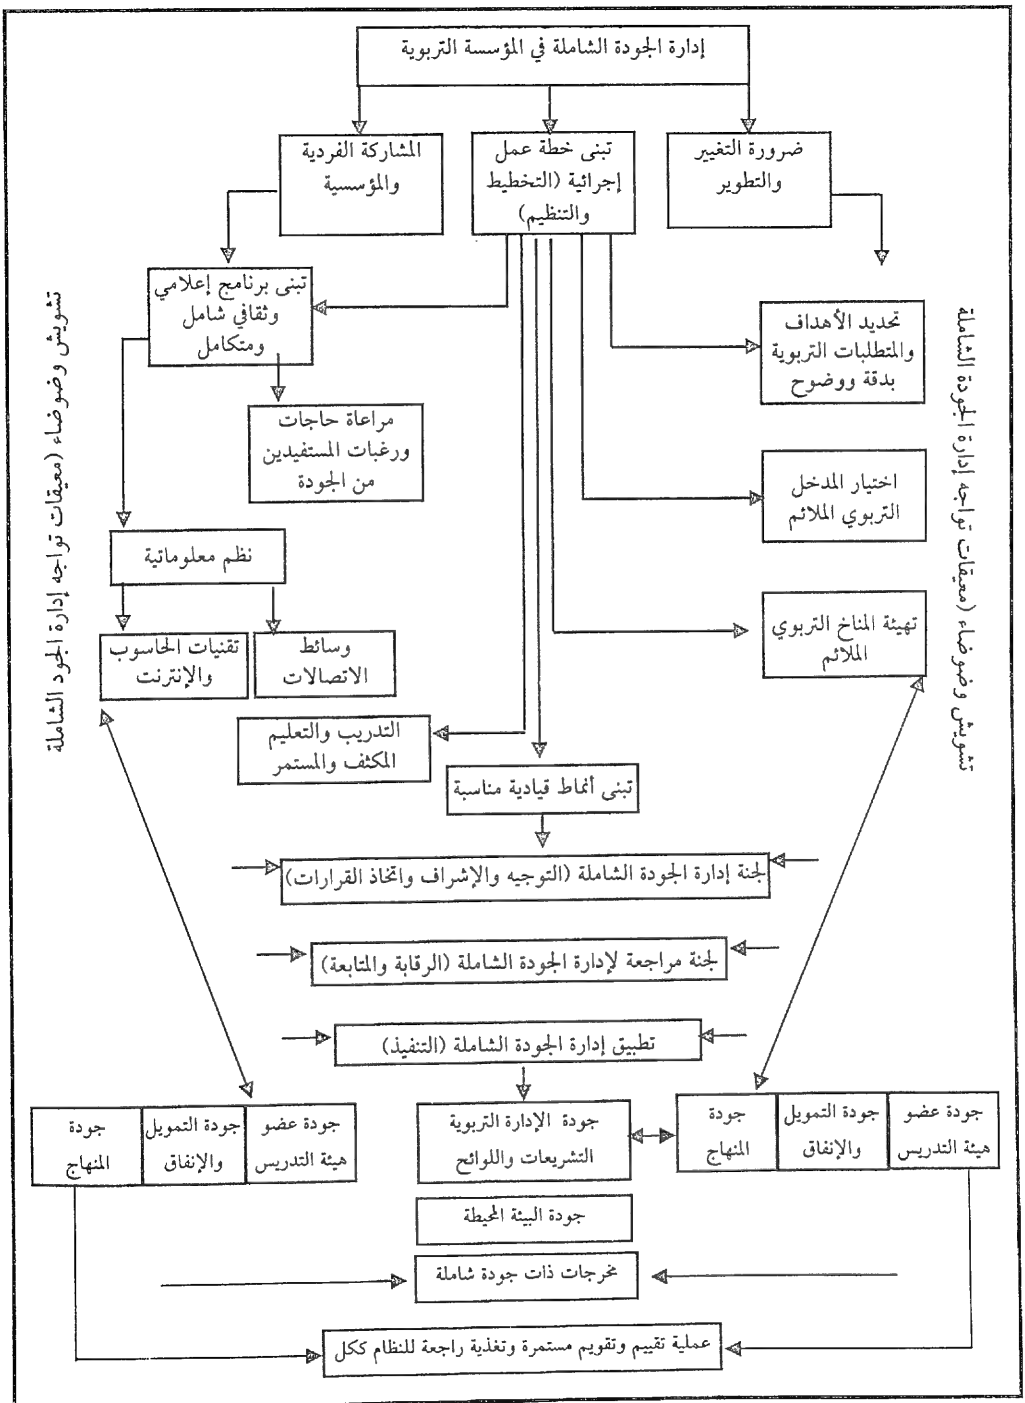 إدارة الجودة الشاملة في المؤسسة التربوية
ضرورة التغيير
والتطوير
تبنى خطة عمل
إجرائية (التخطيط
والتنظيم)
المشاركة الفردية
والمؤسسية
تبنى برنامج إعلامي
وثقافي شامل
ومتكامل
تحديد الأهداف
والمتطلبات التربوية
بدقة ووضوح
مراعاة حاجات
ورغبات المستفيدين
من الجودة
اختيار المدخل
التربوي الملائم
نظم معلوماتية
تهيئة المناخ التربوي
الملائم
وسائط
الاتصالات
تقنيات الحاسوب
والإنترنت
التدريب والتعليم
المكثف والمستمر
تبنى أنماط قيادية مناسبة
تشويش وضوضاء (معيقات تواجه إدارة الجودة الشاملة
تشويش وضوضاء (معيقات تواجه إدارة الجود الشاملة
لجنة إدارة الجودة الشاملة (التوجيه والإشراف واتخاذ القرارات)
لجنة مراجعة لإدارة الجودة الشاملة (الرقابة والمتابعة)
تطبيق إدارة الجودة الشاملة (التنفيذ)
جودة عضو
هيئة التدريس
جودة التمويل
والإنفاق
جودة
المنهاج
جودة الإدارة التربوية
التشريعات واللوائح
جودة عضو
هيئة التدريس
جودة التمويل
والإنفاق
جودة
المنهاج
جودة البيئة المحيطة
مخرجات ذات جودة شاملة
عملية تقييم وتقويم مستمرة وتغذية راجعة للنظام ككل